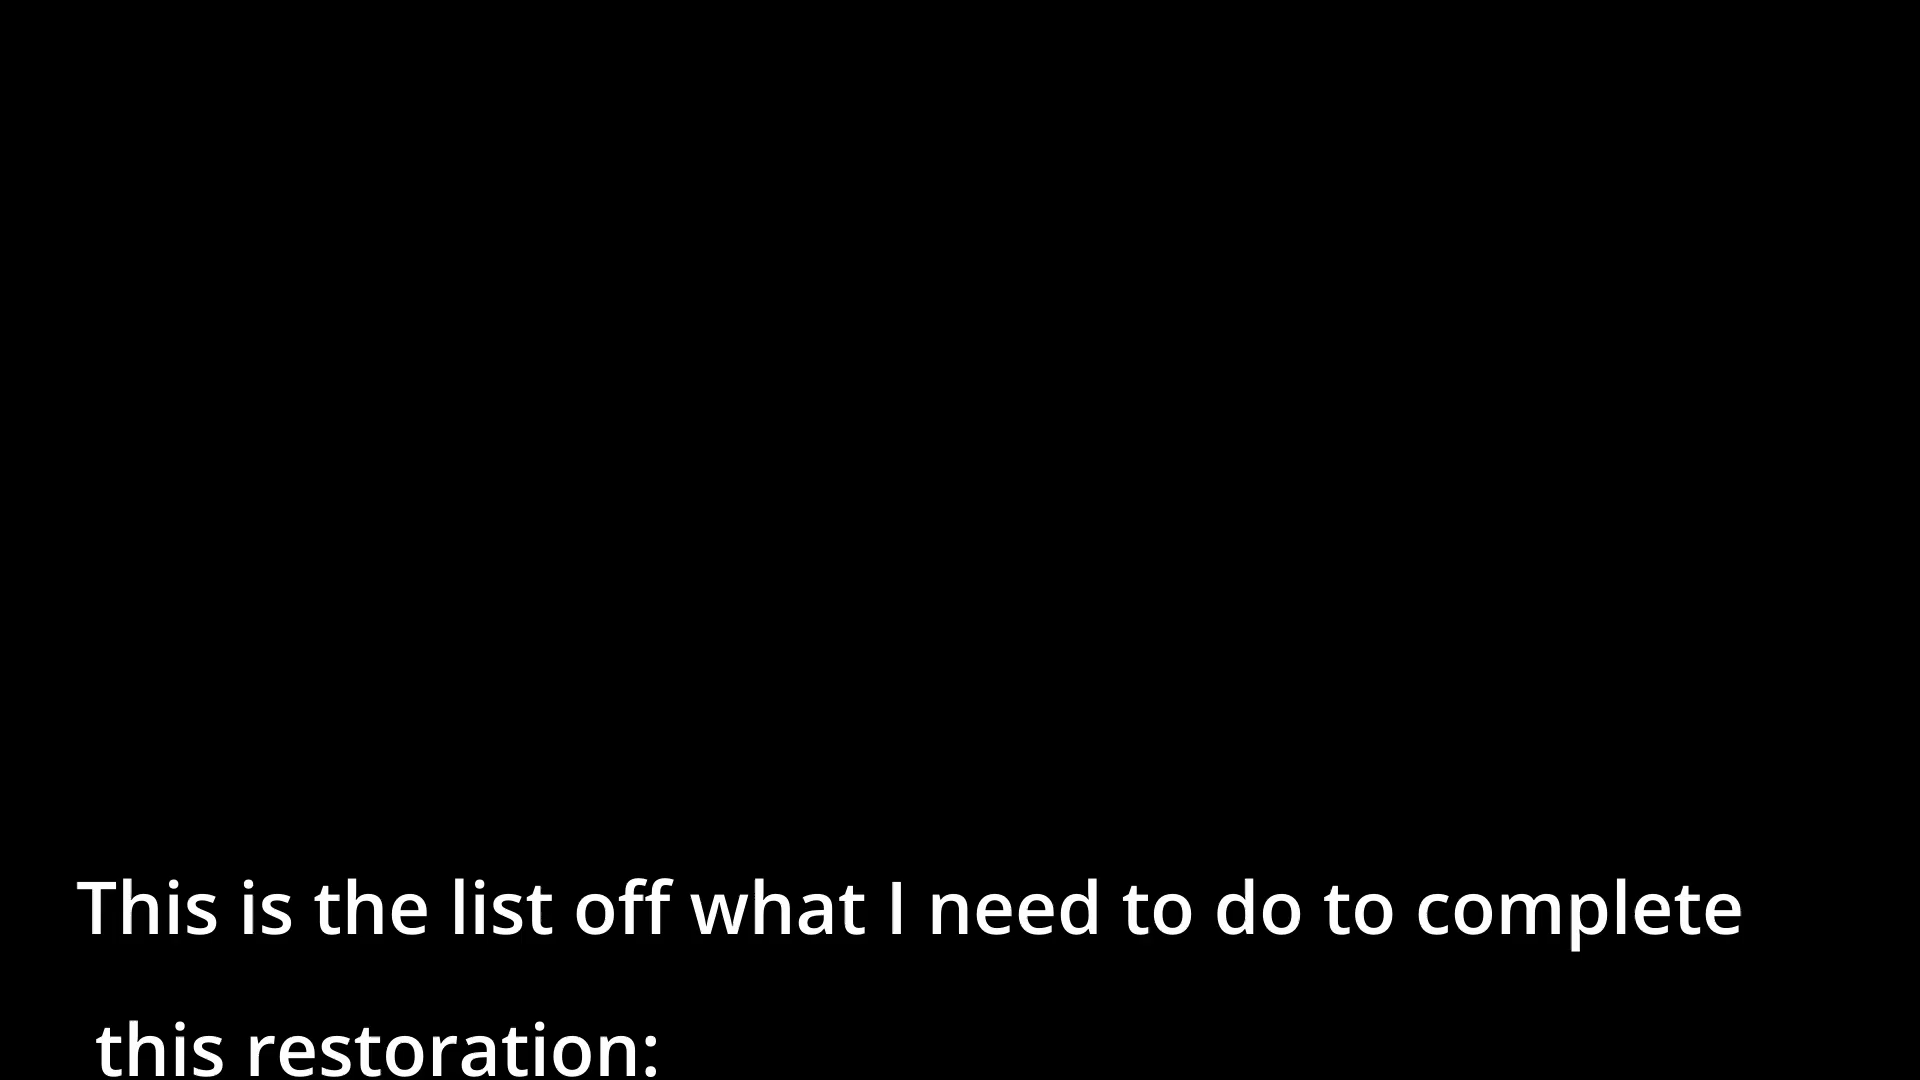 This is the list off what I need to do to complete
this restoration: